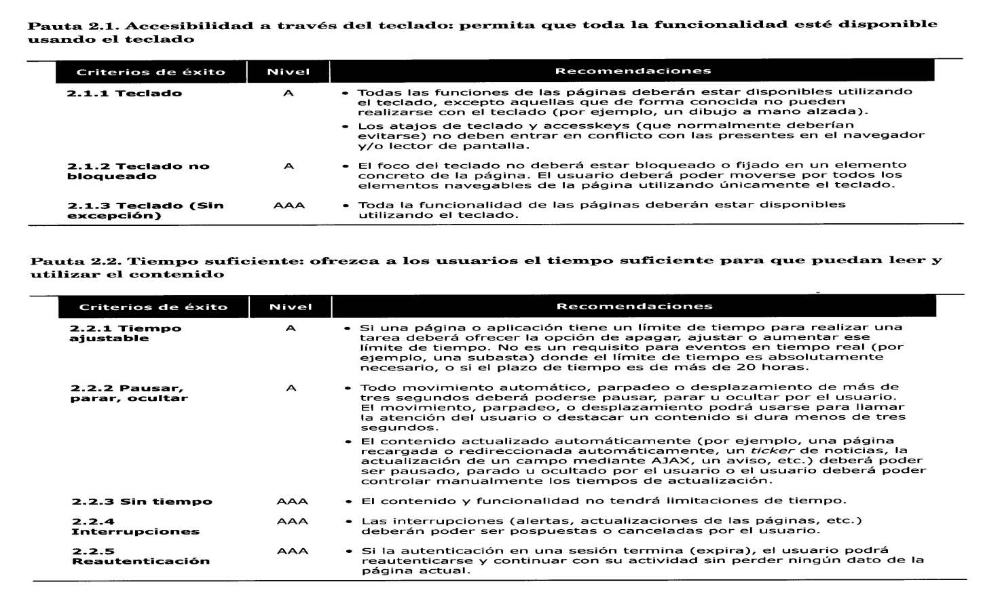 Pauta 2.1. Accesibilidad a través del teclado: permita que toda la funcionalidad esté disponible
usando el teclado
Criterios de éxito Nivel Recomendaciones
2.1.1 Teclado A • Todas las funciones de las páginas deberán estar disponibles utilizando
el teclado, excepto aquellas que de forma conocida no pueden
realizarse con el teclado (por ejemplo, un dibujo a mano alzada).
• Los atajos de teclado y accesskeys (que normalmente deberían
evitarse) no deben entrar en conflicto con las presentes en el navegador
y/o lector de pantalla.
2.1.2 Teclado no A • El foco del teclado no deberá estar bloqueado o fijado en un elemento
bloqueado concreto de la página. El usuario deberá poder moverse por todos los
elementos navegables de la página utilizando únicamente el teclado.
2.1.3 Teclado (Sin AAA • Toda la funcionalidad de las páginas deberán estar disponibles
excepción) utilizando el teclado.
Pauta 2.2. Tiempo suficiente: ofrezca a los usuarios el tiempo suficiente para que puedan leer y
utilizar el contenido
Criterios de éxito Nivel Recomendaciones
2.2.1 Tiempo A • Si una página o aplicación tiene un límite de tiempo para realizar una
ajustable tarea deberá ofrecer la opción de apagar, ajustar o aumentar ese
límite de tiempo. No es un requisito para eventos en tiempo real (por
ejemplo, una subasta) donde el límite de tiempo es absolutamente
necesario, o si el plazo de tiempo es de más de 20 horas.
2.2.2 Pausar, A • Todo movimiento automático, parpadeo o desplazamiento de más de
parar, ocultar tres segundos deberá poderse pausar, parar u ocultar por el usuario.
El movimiento, parpadeo, o desplazamiento podrá usarse para llamar
la atención del usuario o destacar un contenido si dura menos de tres
segundos.
• El contenido actualizado automáticamente (por ejemplo, una página
recargada o redireccionada automáticamente, un ticker de noticias, la
actualización de un campo mediante AJAX, un aviso, etc.) deberá poder
ser pausado, parado u ocultado por el usuario o el usuario deberá poder
controlar manualmente los tiempos de actualización.
2.2.3 Sin tiempo AAA • El contenido y funcionalidad no tendrá limitaciones de tiempo.
2.2.4 AAA • Las interrupciones (alertas, actualizaciones de las páginas, etc.)
Interrupciones deberán poder ser pospuestas o canceladas por el usuario.
2.2.5 AAA • Si la autenticación en una sesión termina (expira), el usuario podrá
Reautenticación reautenticarse y continuar con su actividad sin perder ningún dato de la
página actual.